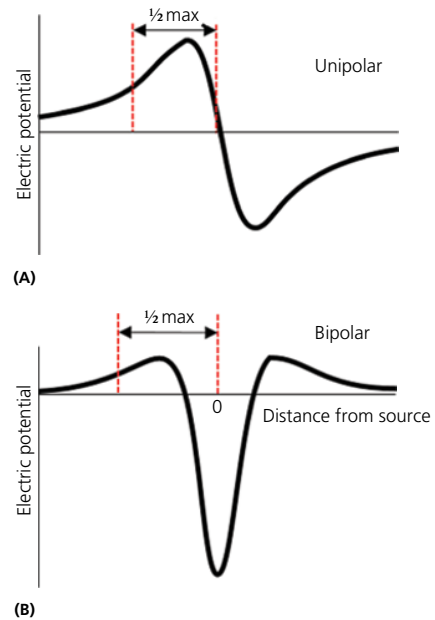 ½ max
Unipolar
Electric potential
(A)
½ max
Bipolar
0
Distance from source
Electric potential
(B)